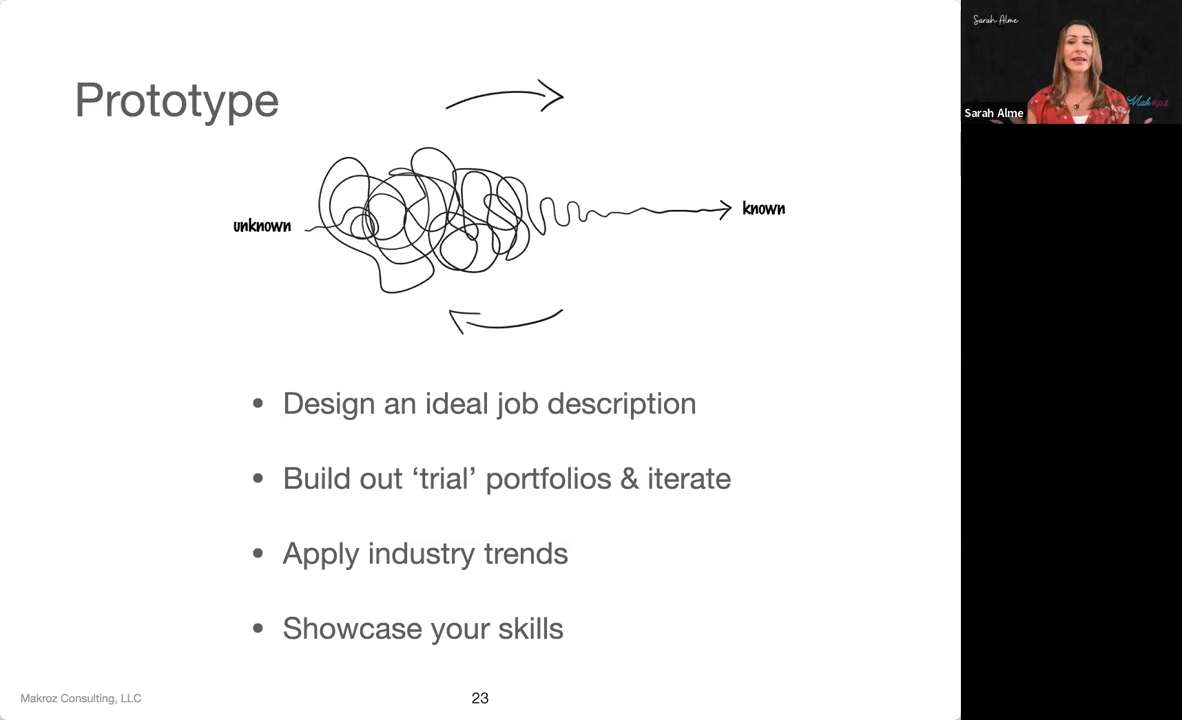 Prototype
unknown
known
• Design an ideal job description
• Build out ‘trial’ portfolios & iterate
• Apply industry trends
• Showcase your skills
Makroz Consulting, LLC
23
Sarah Alme
MakRoz
Sarah Alme